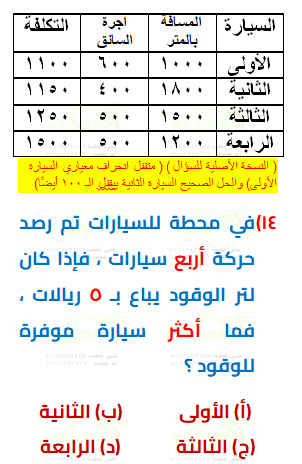 السيارة المسافة بالمتر اجرة السائق التكلفة
الأولى ١٠٠٠ ٦٠٠ ١١٠٠
الثانية ١٨٠٠ ٤٠٠ ١١٥٠
الثالثة ١٥٠٠ ٥٠٠ ١٢٥٠
الرابعة ١٢٠٠ ٥٠٠ ١٥٠٠
( النسخة الأصلية للسؤال ) ( متقفل انحراف معياري السيارة
الأولى) والحل الصحيح السيارة الثانية بيقفل الـ ١٠٠ أيضًا)
١٤)في محطة للسيارات تم رصد
حركة أربع سيارات ، فإذا كان
لتر الوقود يباع بـ ٥ ريالات ،
فما أكثر سيارة موفرة
للوقود ؟
(أ) الأولى (ب) الثانية
(ج) الثالثة (د) الرابعة